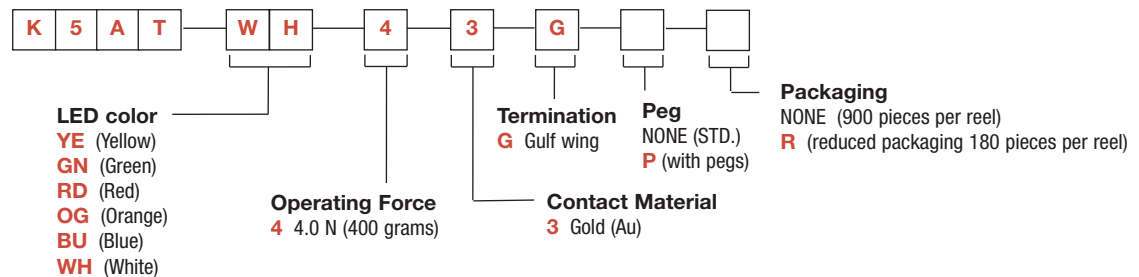 K 5 A T W H 4 3 G
LED color
YE (Yellow)
GN (Green)
RD (Red)
OG (Orange)
BU (Blue)
WH (White)
Operating Force
4 4.0 N (400 grams)
Contact Material
3 Gold (Au)
Termination
G Gulf wing
Peg
NONE (STD.)
P (with pegs)
Packaging
NONE (900 pieces per reel)
R (reduced packaging 180 pieces per reel)